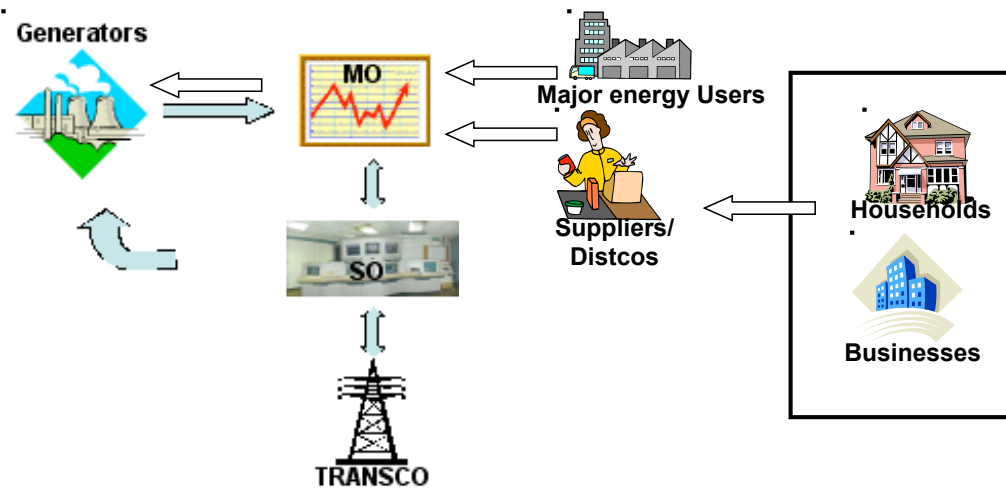 Generators
MO
Major energy Users
Suppliers/
Distcos
Households
SO
Businesses
TRANSCO